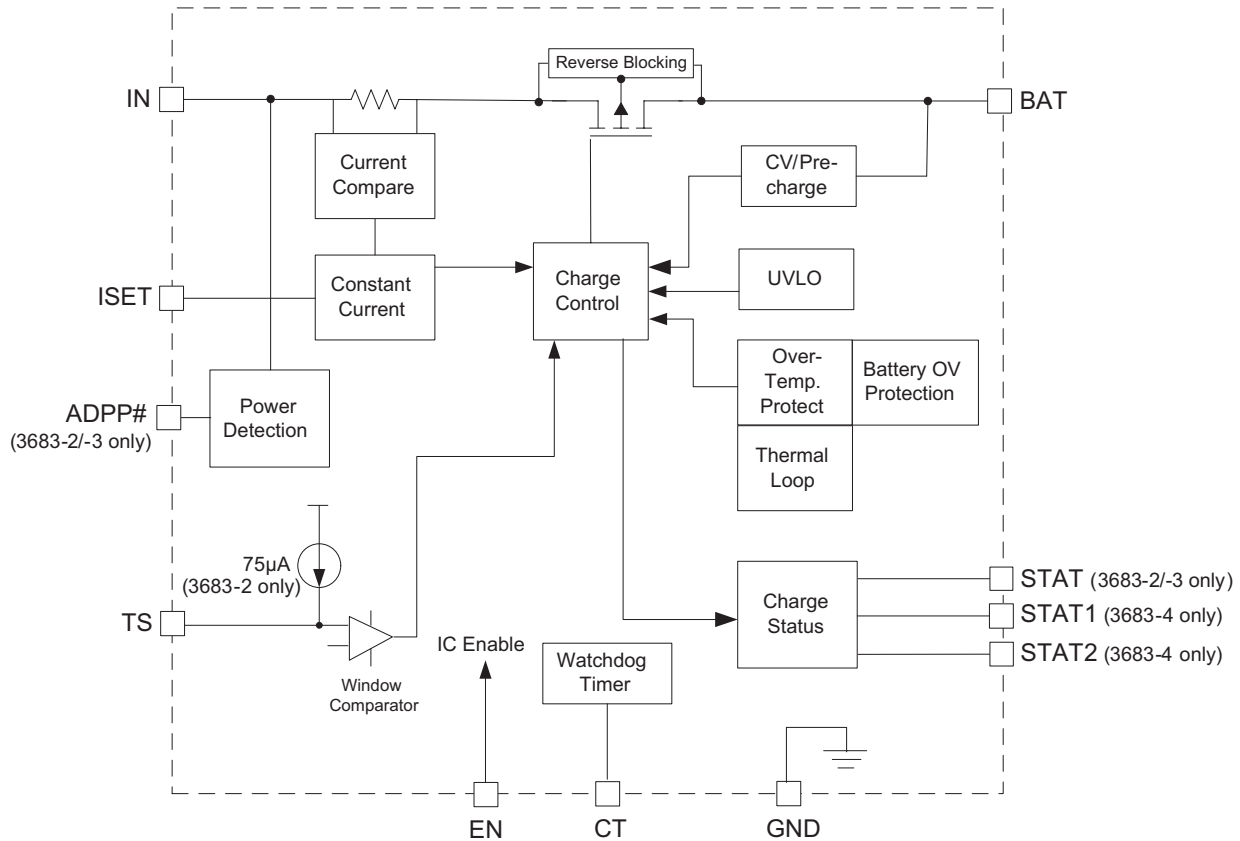 Reverse Blocking
IN
BAT
Current
Compare
CV/Pre-
charge
Constant
Current
Charge
Control
UVLO
ISET
Over-
Temp.
Protect
Battery OV
Protection
Power
Detection
ADPP#
(3683-2/-3 only)
Thermal
Loop
75µA
(3683-2 only)
TS
Window
Comparator
IC Enable
Watchdog
Timer
Charge
Status
STAT (3683-2/-3 only)
STAT1 (3683-4 only)
STAT2 (3683-4 only)
EN
CT
GND